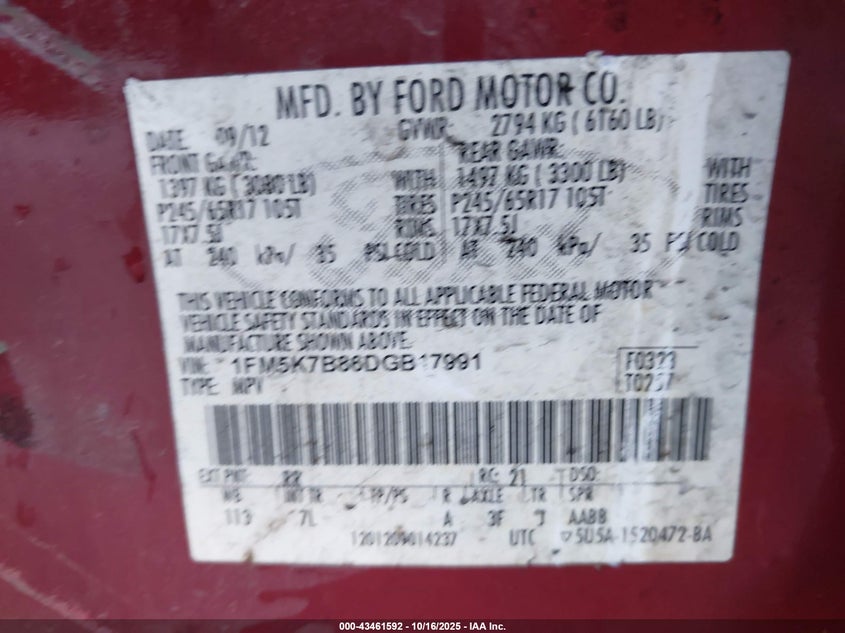 MFD. BY FORD MOTOR CO.
DATE: 09/12 GVWR: 2794 KG ( 6160 LB)
FRONT GAWR: REAR GAWR:
1397 KG ( 3080 LB) WITH 1497 KG ( 3300 LB) WITH
P245/65R17 105T TIRES P245/65R17 105T TIRES
17X7.5J RIMS 17X7.5J RIMS
AT 240 kPa/ 35 PSI COLD AT 240 kPa/ 35 PSI COLD
THIS VEHICLE CONFORMS TO ALL APPLICABLE FEDERAL MOTOR
VEHICLE SAFETY STANDARDS IN EFFECT ON THE DATE OF
MANUFACTURE SHOWN ABOVE.
VIN: 1FM5K7B86DGB17991 F0323
TYPE: MPV
EXT PNT: RR RC: 21 DSO:
WB INT TR TP/PS R AXLE TR SPR
113 7L A 3F AABB
1201209014237 UTC ▽5U5A-1520472-BA
000-43461592 - 10/16/2025 - IAA Inc.